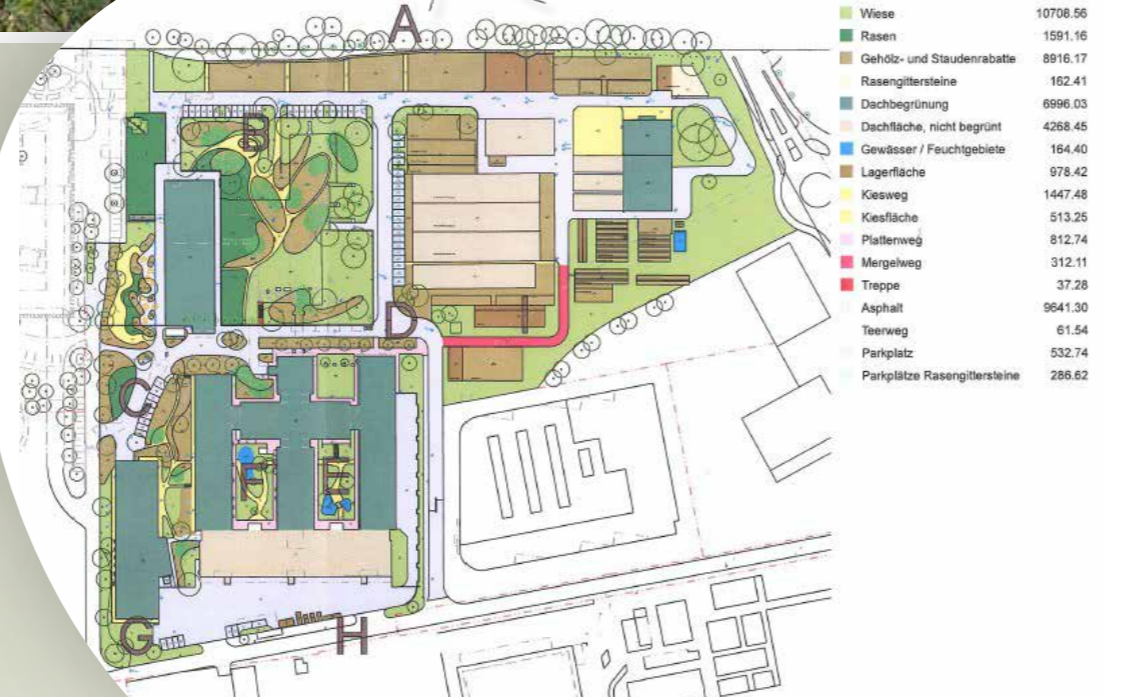 A
B
C
D
G
H
Wiese 10708.56
Rasen 1591.16
Gehölz- und Staudenrabatte 8916.17
Rasengittersteine 162.41
Dachbegrünung 6996.03
Dachfläche, nicht begrünt 4268.45
Gewässer / Feuchtgebiete 164.40
Lagerfläche 978.42
Kiesweg 1447.48
Kiesfläche 513.25
Plattenweg 812.74
Mergelweg 312.11
Treppe 37.28
Asphalt 9641.30
Teerweg 61.54
Parkplatz 532.74
Parkplätze Rasengittersteine 286.62